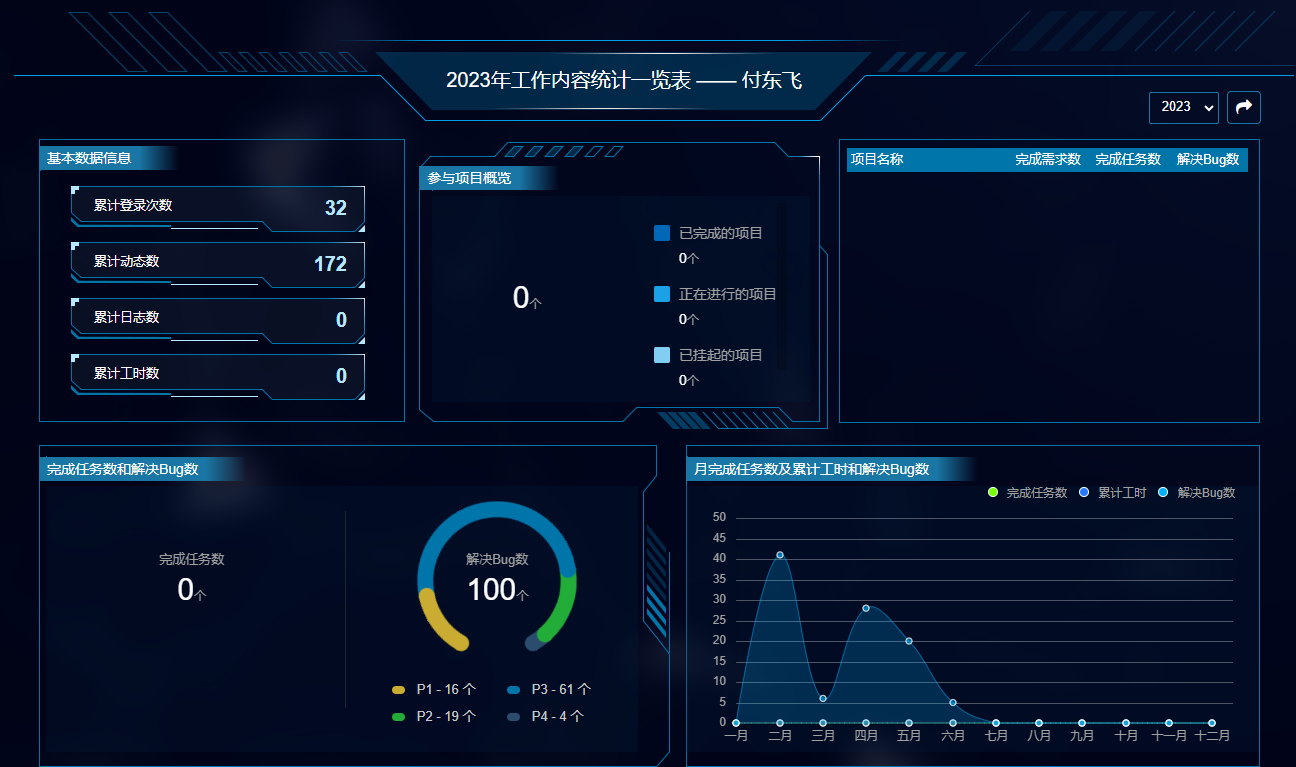 2023年工作内容统计一览表 —— 付东飞
2023
基本数据信息
累计登录次数 32
累计动态数 172
累计日志数 0
累计工时数 0
参与项目概览
0个
已完成的项目
0个
正在进行的项目
0个
已挂起的项目
0个
项目名称 完成需求数 完成任务数 解决Bug数
完成任务数和解决Bug数
完成任务数
0个
解决Bug数
100个
P1 - 16 个 P3 - 61 个
P2 - 19 个 P4 - 4 个
月完成任务数及累计工时和解决Bug数
完成任务数 累计工时 解决Bug数
50
45
40
35
30
25
20
15
10
5
0
一月 二月 三月 四月 五月 六月 七月 八月 九月 十月 十一月 十二月